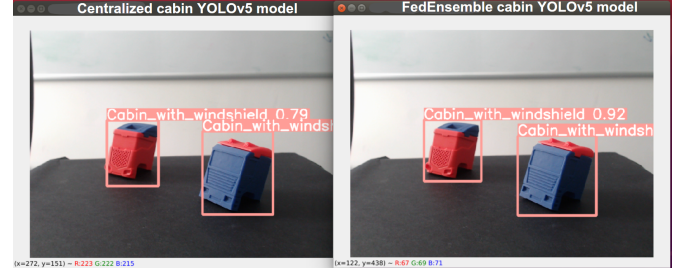 Centralized cabin YOLOv5 model
FedEnsemble cabin YOLOv5 model
Cabin_with_windshield 0.79
Cabin_with_windsh
Cabin_with_windshield 0.92
Cabin_with_windsh
(x=272, y=151) ~ R:223 G:222 B:215
(x=122, y=438) ~ R:67 G:69 B:71